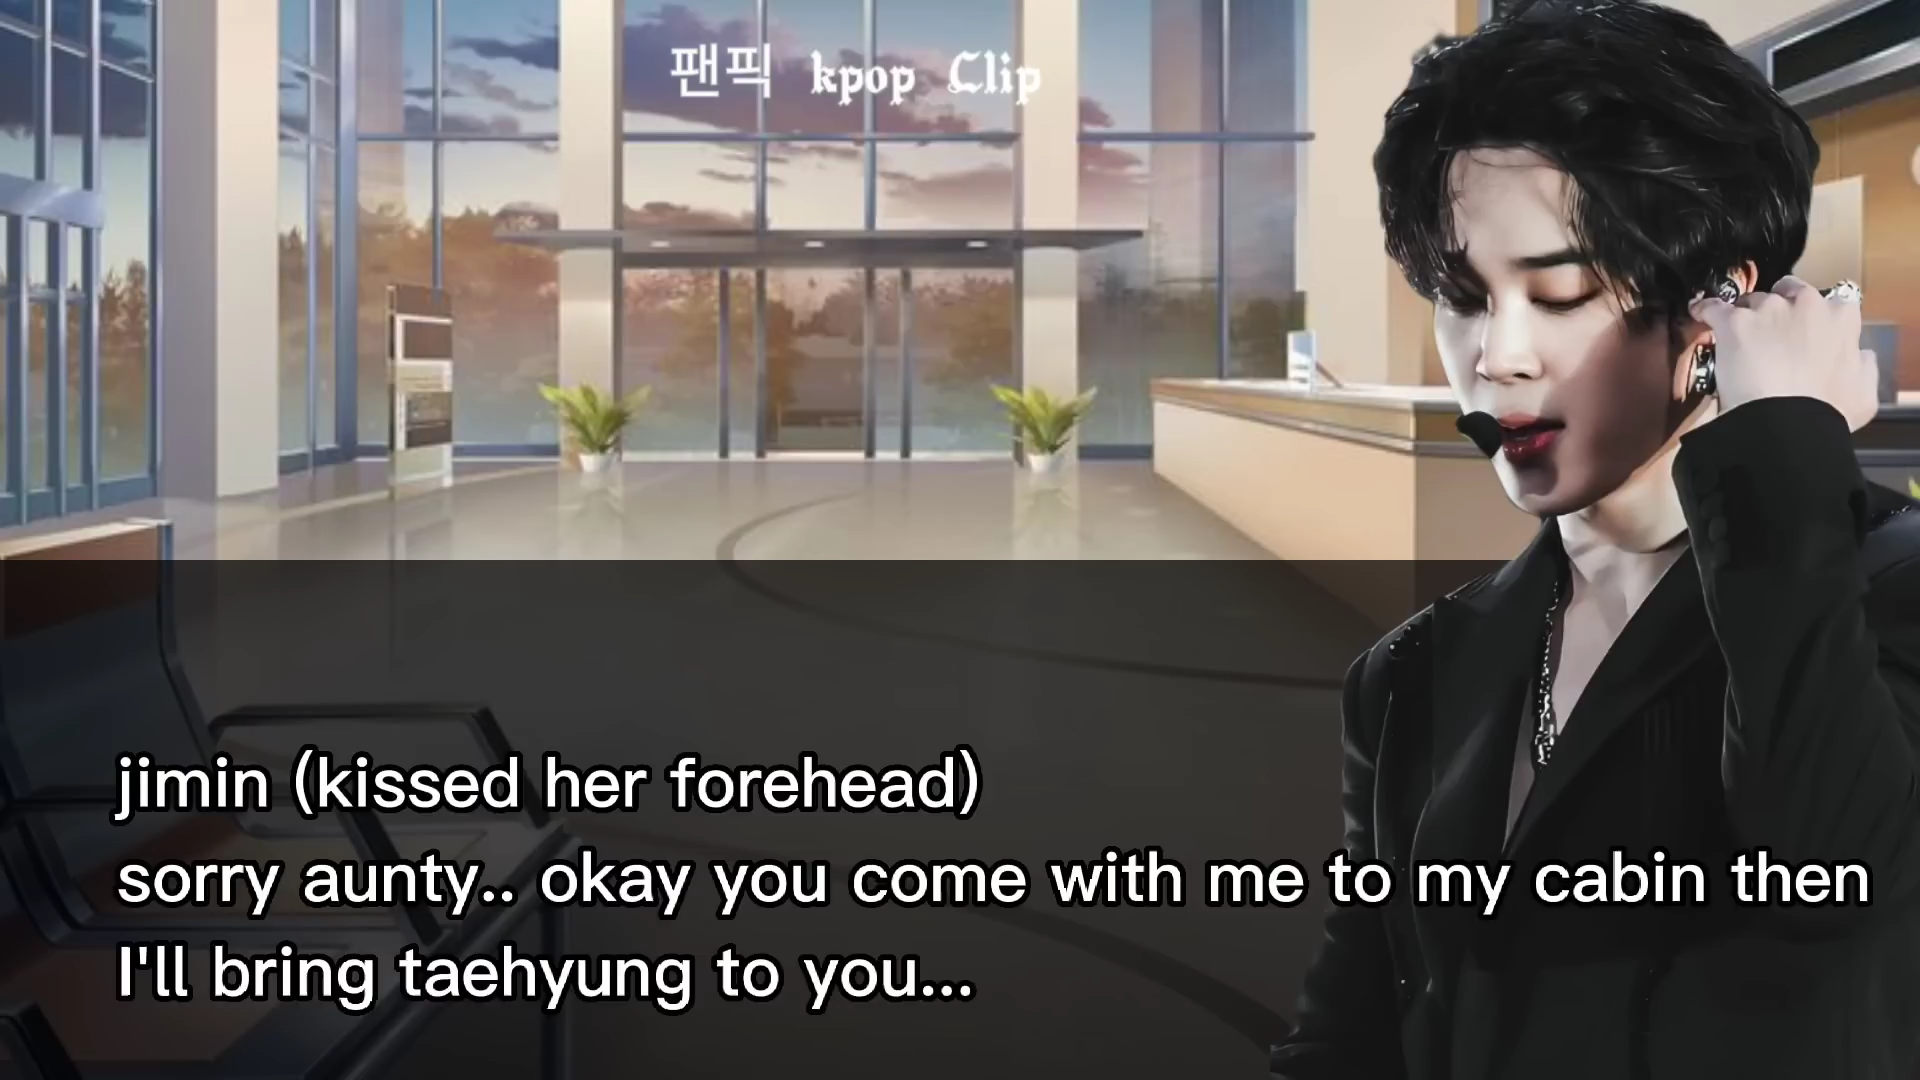 팬픽 kpop Clip
jimin (kissed her forehead)
sorry aunty.. okay you come with me to my cabin then
I'll bring taehyung to you...